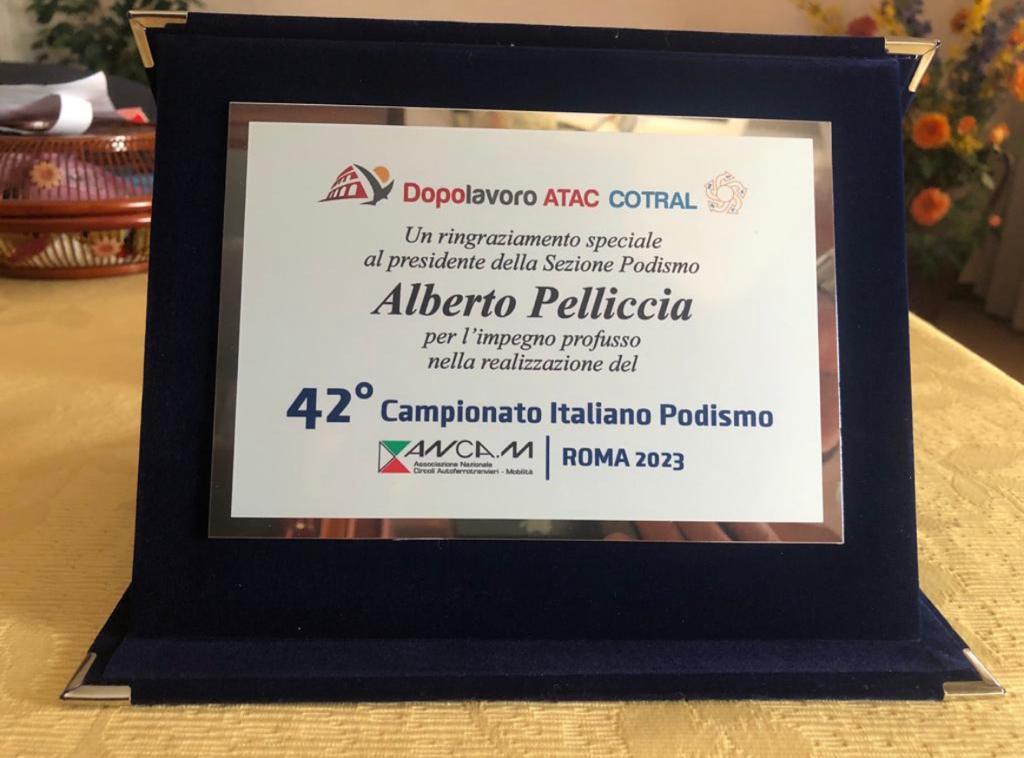 Dopolavoro ATAC COTRAL
Un ringraziamento speciale
al presidente della Sezione Podismo
Alberto Pelliccia
per l'impegno profusso
nella realizzazione del
42° Campionato Italiano Podismo
ANCA.M
Associazione Nazionale
Circoli Autoferrotranvieri - Mobilità
ROMA 2023